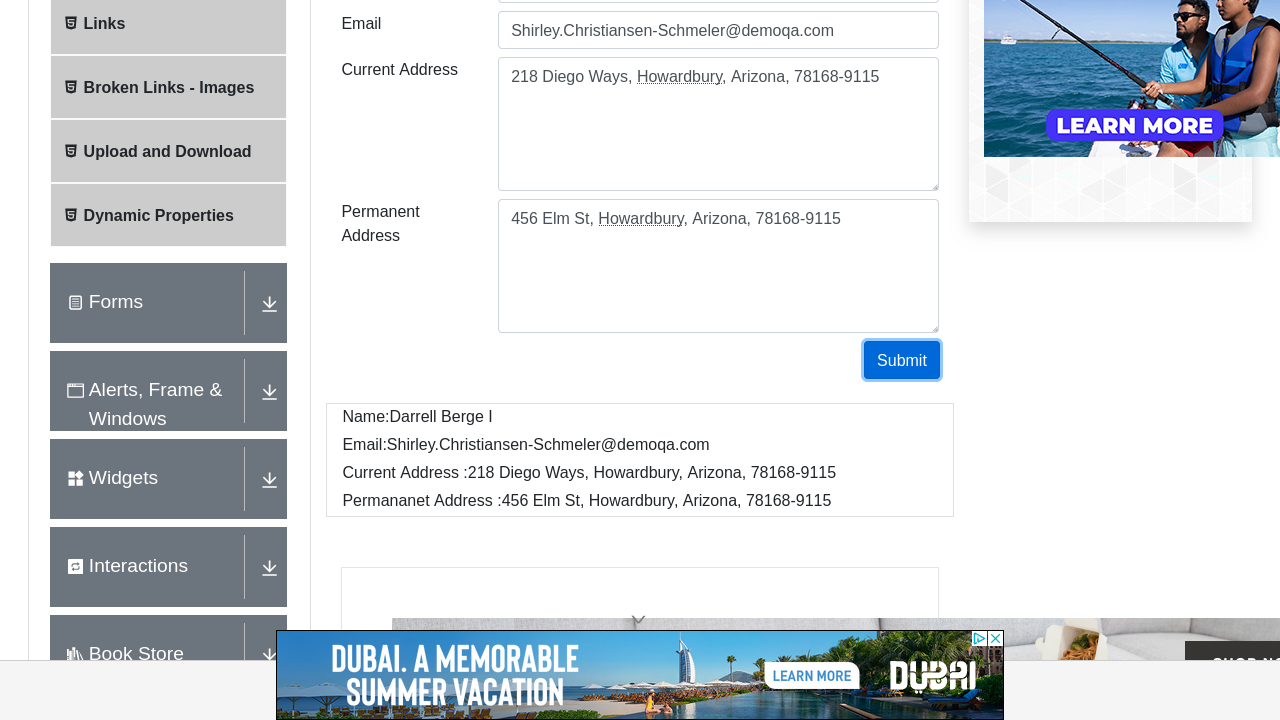 Links
Email
Shirley.Christiansen-Schmeler@demoqa.com
Broken Links - Images
Current Address
218 Diego Ways, Howardbury, Arizona, 78168-9115
LEARN MORE
Upload and Download
Dynamic Properties
Permanent
Address
456 Elm St, Howardbury, Arizona, 78168-9115
Forms
Submit
Alerts, Frame &
Windows
Name:Darrell Berge I
Email:Shirley.Christiansen-Schmeler@demoqa.com
Widgets
Current Address :218 Diego Ways, Howardbury, Arizona, 78168-9115
Permananet Address :456 Elm St, Howardbury, Arizona, 78168-9115
Interactions
Book Store
DUBAI. A MEMORABLE
SUMMER VACATION
LEARN MORE
DUBAI